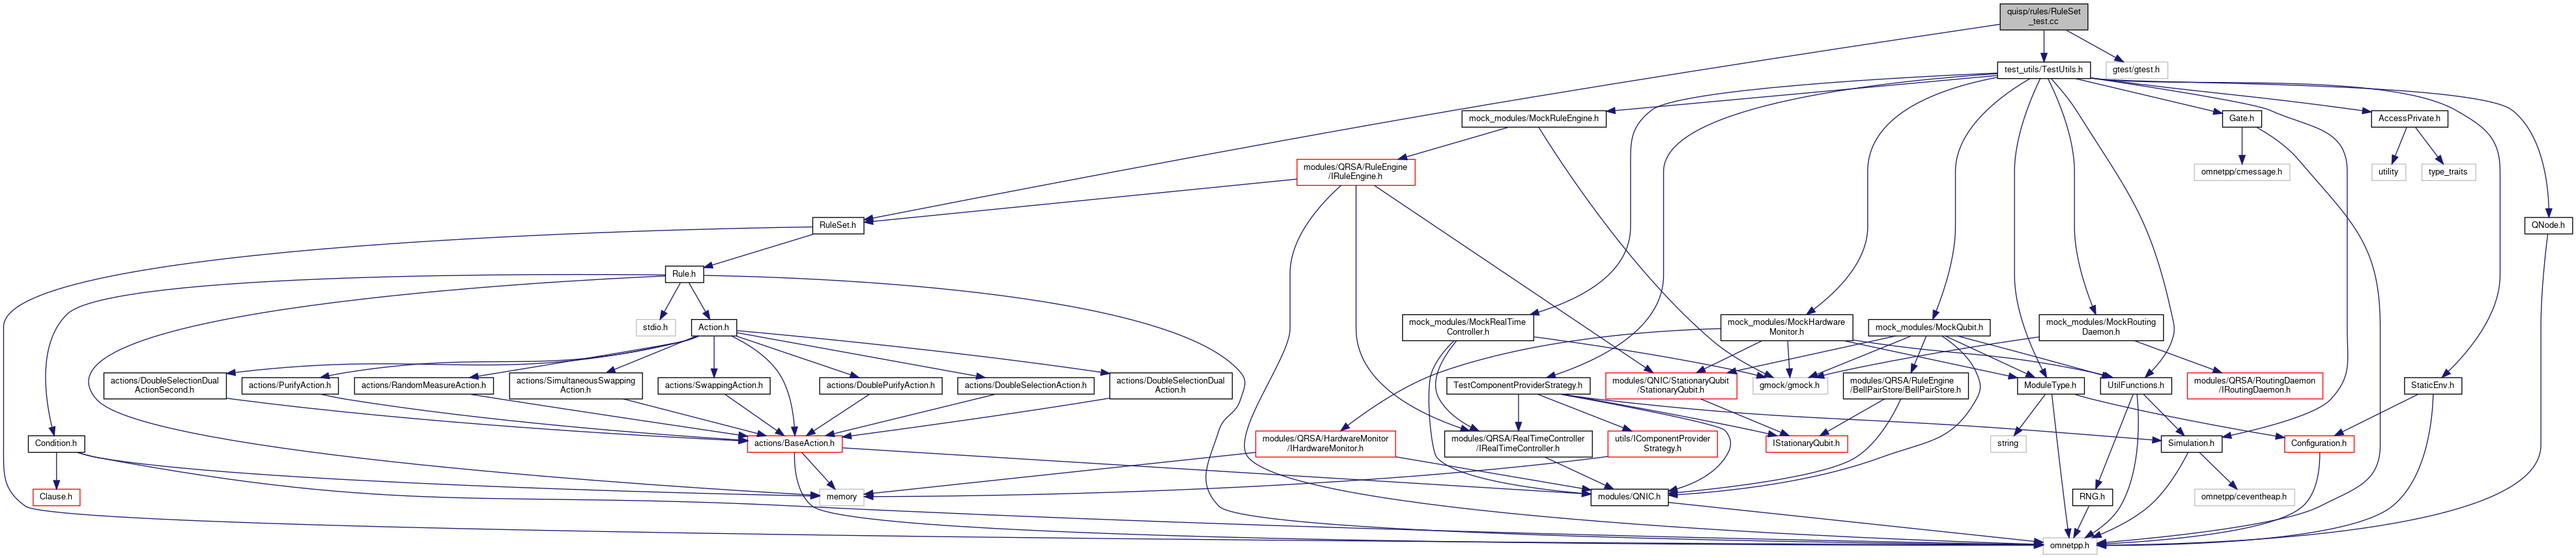 quisp/rules/RuleSet
_test.cc
test_utils/TestUtils.h
gtest/gtest.h
mock_modules/MockRuleEngine.h
Gate.h
AccessPrivate.h
modules/QRSA/RuleEngine
/IRuleEngine.h
omnetpp/cmessage.h
utility
type_traits
RuleSet.h
QNode.h
Rule.h
stdio.h
Action.h
mock_modules/MockRealTime
Controller.h
mock_modules/MockHardware
Monitor.h
mock_modules/MockQubit.h
mock_modules/MockRouting
Daemon.h
actions/DoubleSelectionDual
ActionSecond.h
actions/PurifyAction.h
actions/RandomMeasureAction.h
actions/SimultaneousSwapping
Action.h
actions/SwappingAction.h
actions/DoublePurifyAction.h
actions/DoubleSelectionAction.h
actions/DoubleSelectionDual
Action.h
TestComponentProviderStrategy.h
modules/QNIC/StationaryQubit
/StationaryQubit.h
gmock/gmock.h
modules/QRSA/RuleEngine
/BellPairStore/BellPairStore.h
ModuleType.h
UtilFunctions.h
modules/QRSA/RoutingDaemon
/IRoutingDaemon.h
StaticEnv.h
Condition.h
actions/BaseAction.h
modules/QRSA/HardwareMonitor
/IHardwareMonitor.h
modules/QRSA/RealTimeController
/IRealTimeController.h
utils/IComponentProvider
Strategy.h
IStationaryQubit.h
string
Simulation.h
Configuration.h
Clause.h
memory
modules/QNIC.h
RNG.h
omnetpp/ceventheap.h
omnetpp.h